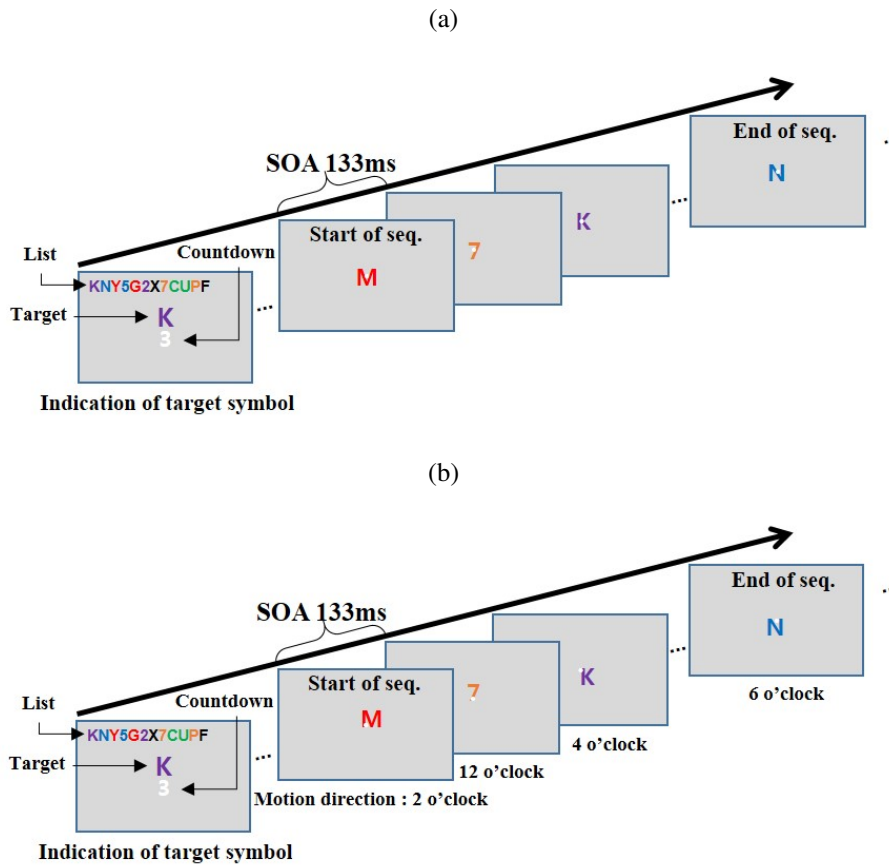 (a)
End of seq.
N
...
SOA 133ms
K
...
Start of seq.
7
M
List
Countdown
KNY5G2X7CUPF
...
Target
K
3
Indication of target symbol
(b)
End of seq.
N
...
SOA 133ms
K
...
6 o'clock
Start of seq.
7
M
4 o'clock
List
Countdown
KNY5G2X7CUPF
...
12 o'clock
Target
K
3
Motion direction : 2 o'clock
Indication of target symbol